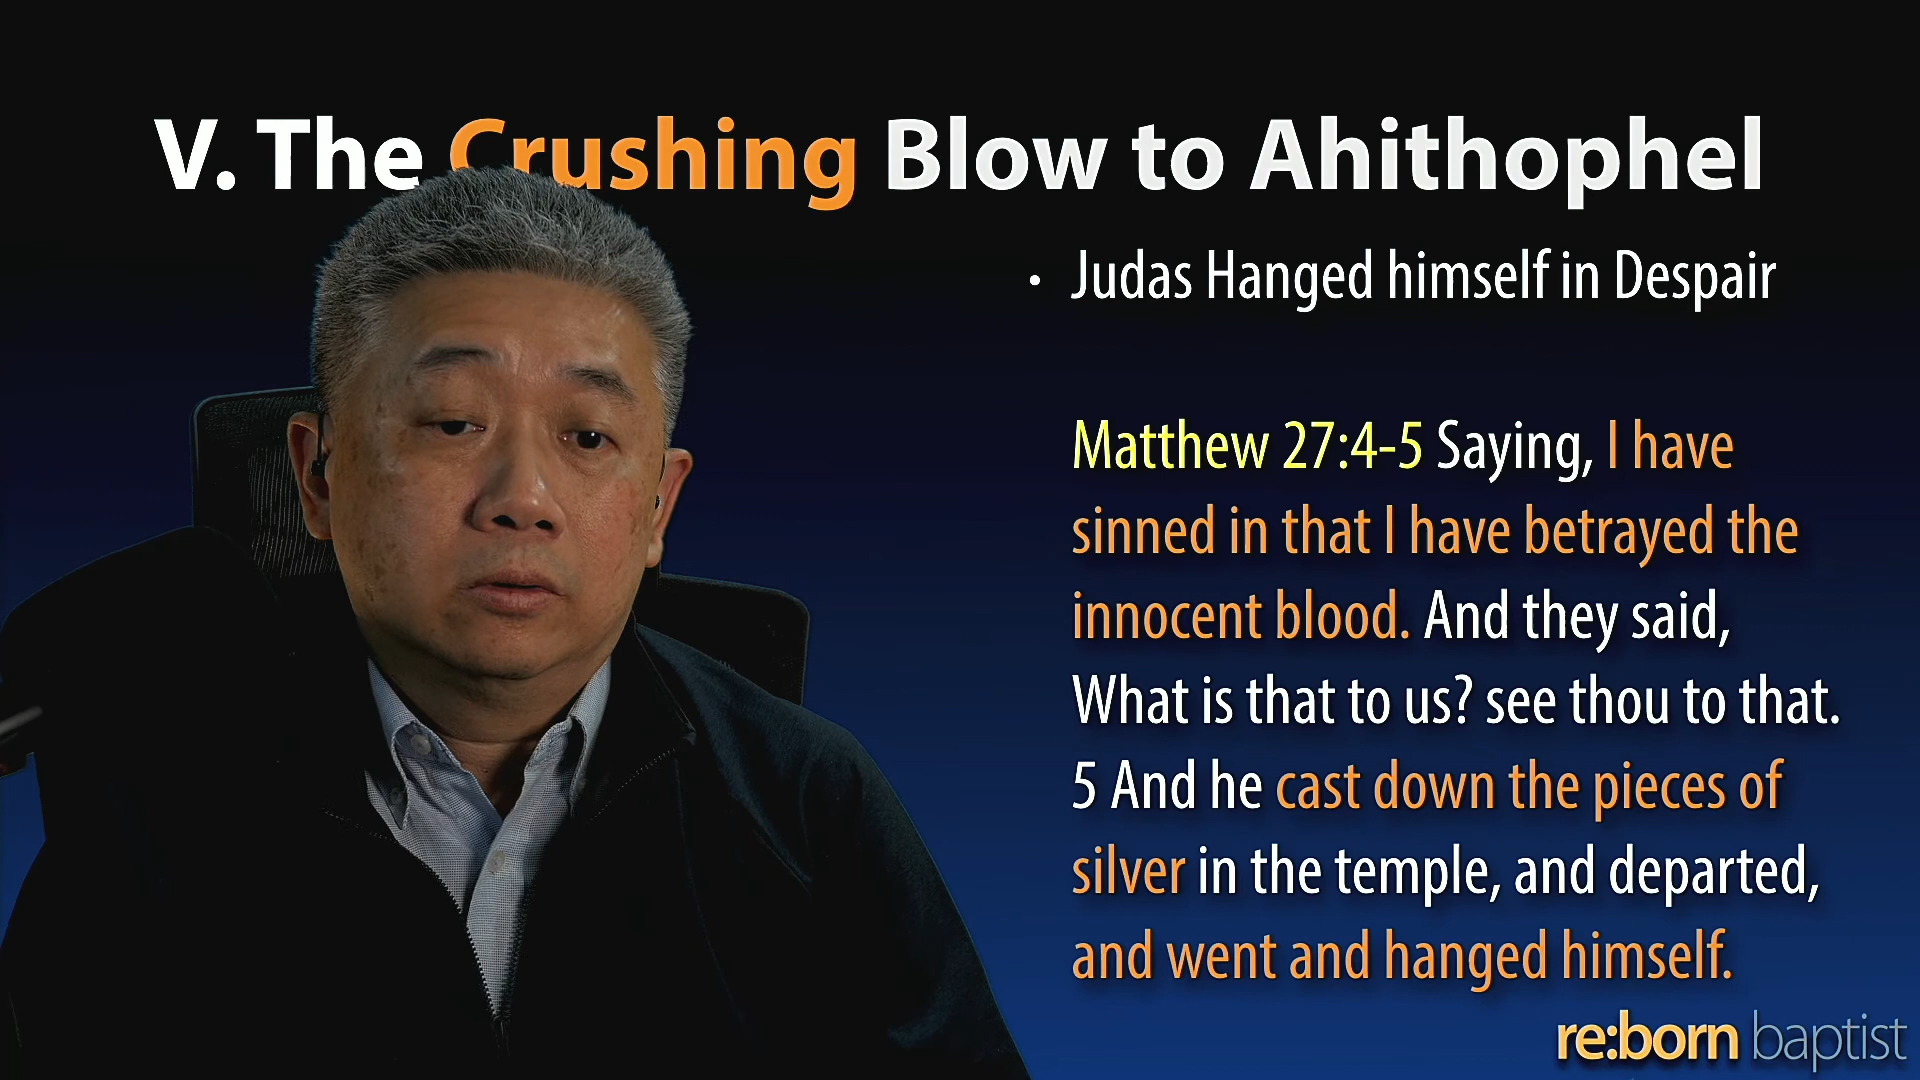 V. The Crushing Blow to Ahithophel
• Judas Hanged himself in Despair
Matthew 27:4-5 Saying, I have
sinned in that I have betrayed the
innocent blood. And they said,
What is that to us? see thou to that.
5 And he cast down the pieces of
silver in the temple, and departed,
and went and hanged himself.
re:born baptist